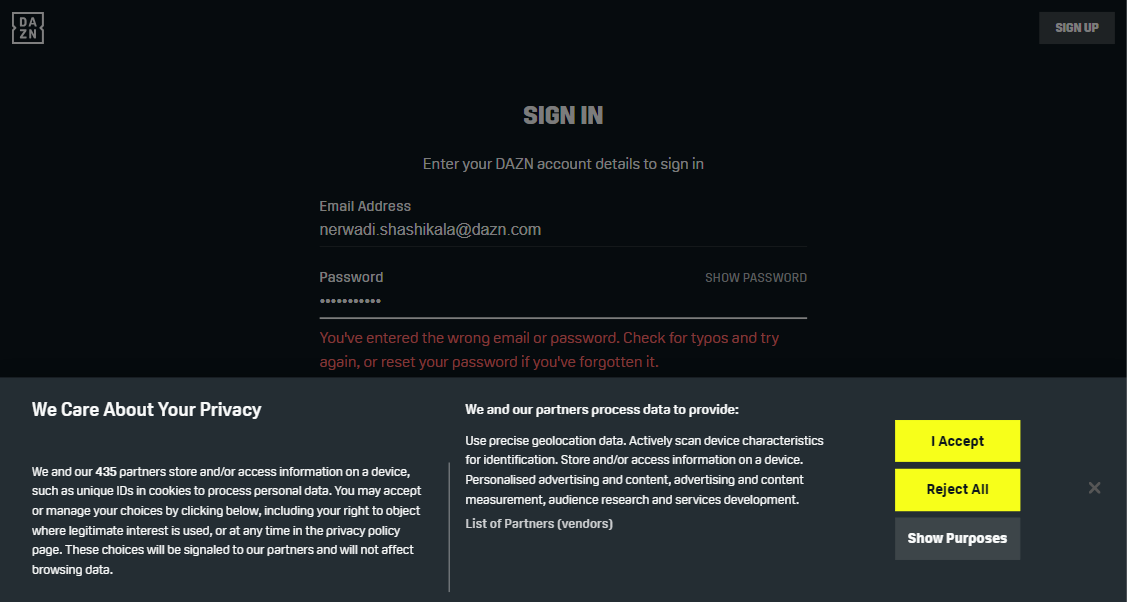 DA
ZN
SIGN UP
SIGN IN
Enter your DAZN account details to sign in
Email Address
nerwadi.shashikala@dazn.com
Password
SHOW PASSWORD
•••••••••••
You've entered the wrong email or password. Check for typos and try
again, or reset your password if you've forgotten it.
We Care About Your Privacy
We and our 435 partners store and/or access information on a device,
such as unique IDs in cookies to process personal data. You may accept
or manage your choices by clicking below, including your right to object
where legitimate interest is used, or at any time in the privacy policy
page. These choices will be signaled to our partners and will not affect
browsing data.
We and our partners process data to provide:
Use precise geolocation data. Actively scan device characteristics
for identification. Store and/or access information on a device.
Personalised advertising and content, advertising and content
measurement, audience research and services development.
List of Partners (vendors)
I Accept
Reject All
Show Purposes